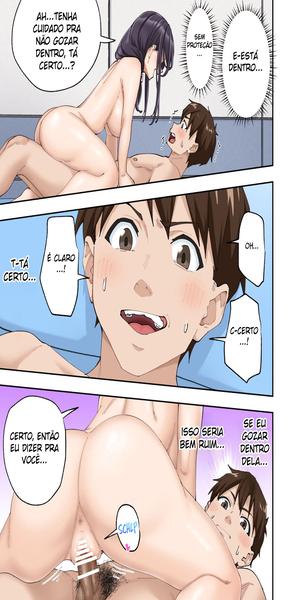 E-ESTÁ
DENTRO...
SEM
PROTEÇÃO...
AH...TENHA
CUIDADO PRA
NÃO GOZAR
DENTRO, TÁ
CERTO...?
OH...
C-CERTO...
É CLARO
...!
T-TÁ
CERTO...!
SE EU
GOZAR
DENTRO
DELA...
ISSO SERIA
BEM RUIM...
CERTO, ENTÃO
EU DIZER PRA
VOCÊ...
SCHLP